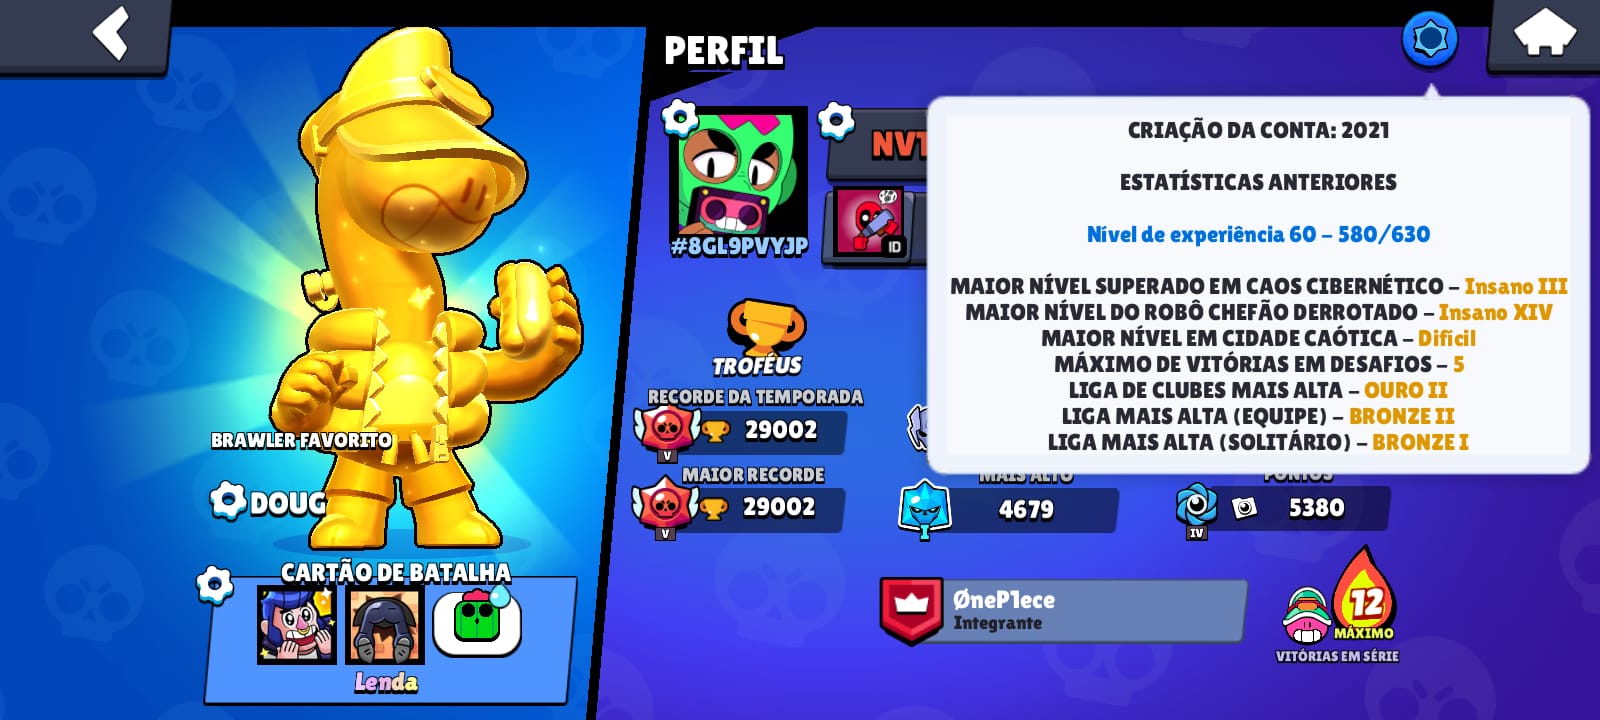 PERFIL
#8GL9PVYJP
NVT
ID
CRIAÇÃO DA CONTA: 2021
ESTATÍSTICAS ANTERIORES
Nível de experiência 60 - 580/630
MAIOR NÍVEL SUPERADO EM CAOS CIBERNÉTICO - Insano III
MAIOR NÍVEL DO ROBÔ CHEFÃO DERROTADO - Insano XIV
MAIOR NÍVEL EM CIDADE CAÓTICA - Difícil
MÁXIMO DE VITÓRIAS EM DESAFIOS - 5
LIGA DE CLUBES MAIS ALTA - OURO II
LIGA MAIS ALTA (EQUIPE) - BRONZE II
LIGA MAIS ALTA (SOLITÁRIO) - BRONZE I
TROFÉUS
RECORDE DA TEMPORADA
V
29002
MAIOR RECORDE
V
29002
MAIS ALTO
4679
PONTOS
IV
5380
BRAWLER FAVORITO
DOUG
CARTÃO DE BATALHA
Lenda
ØneP1ece
Integrante
12
MÁXIMO
VITÓRIAS EM SÉRIE